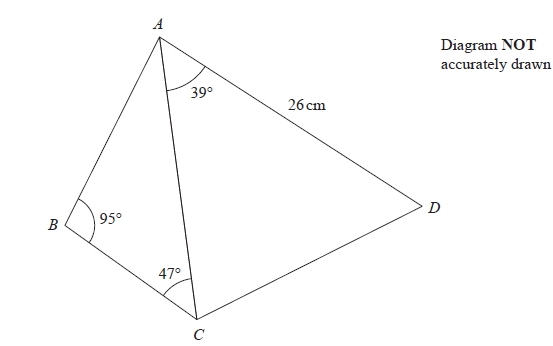 A
Diagram NOT
accurately drawn
39°
26 cm
B
95°
D
47°
C